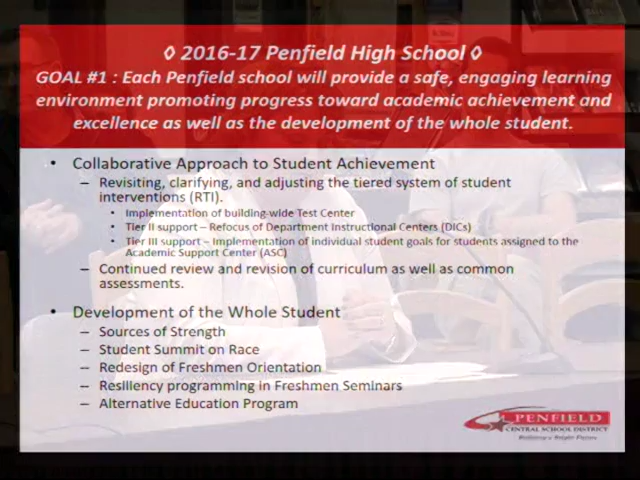 ◊ 2016-17 Penfield High School ◊
GOAL #1 : Each Penfield school will provide a safe, engaging learning
environment promoting progress toward academic achievement and
excellence as well as the development of the whole student.
• Collaborative Approach to Student Achievement
– Revisiting, clarifying, and adjusting the tiered system of student
interventions (RTI).
• Implementation of building-wide Test Center
• Tier II support – Refocus of Department Instructional Centers (DICs)
• Tier III support – Implementation of individual student goals for students assigned to the
Academic Support Center (ASC)
– Continued review and revision of curriculum as well as common
assessments.
• Development of the Whole Student
– Sources of Strength
– Student Summit on Race
– Redesign of Freshmen Orientation
– Resiliency programming in Freshmen Seminars
– Alternative Education Program
PENFIELD
CENTRAL SCHOOL DISTRICT